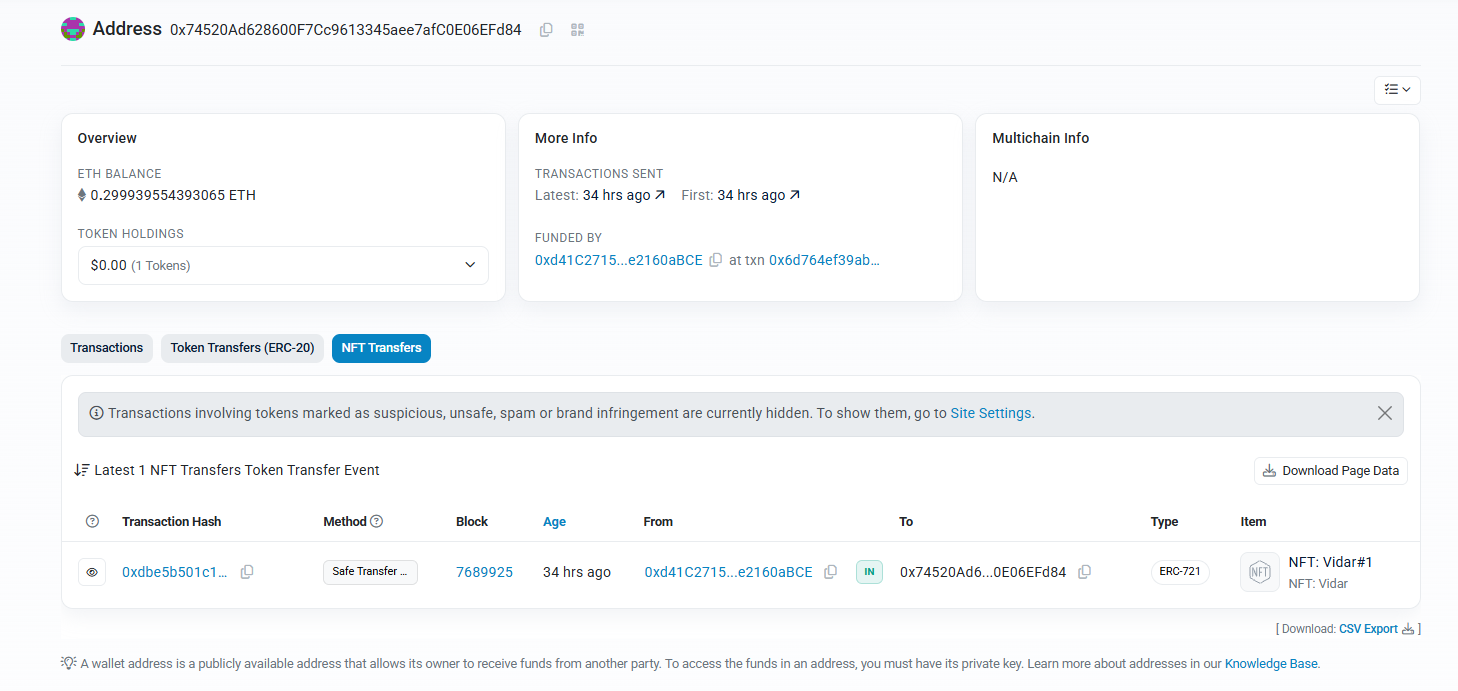 Address 0x74520Ad628600F7Cc9613345aee7afC0E06EFd84
Overview
ETH BALANCE
0.299939554393065 ETH
TOKEN HOLDINGS
$0.00 (1 Tokens)
More Info
TRANSACTIONS SENT
Latest: 34 hrs ago First: 34 hrs ago
FUNDED BY
0xd41C2715...e2160aBCE at txn 0x6d764ef39ab...
Multichain Info
N/A
Transactions Token Transfers (ERC-20) NFT Transfers
Transactions involving tokens marked as suspicious, unsafe, spam or brand infringement are currently hidden. To show them, go to Site Settings.
Latest 1 NFT Transfers Token Transfer Event
Download Page Data
Transaction Hash Method Block Age From To Type Item
0xdbe5b501c1... Safe Transfer ... 7689925 34 hrs ago 0xd41C2715...e2160aBCE IN 0x74520Ad6...0E06EFd84 ERC-721 NFT NFT: Vidar#1
NFT: Vidar
[ Download: CSV Export ]
A wallet address is a publicly available address that allows its owner to receive funds from another party. To access the funds in an address, you must have its private key. Learn more about addresses in our Knowledge Base.